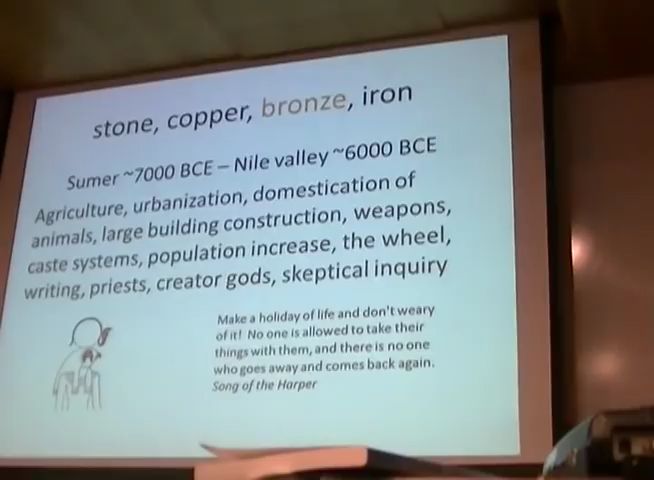 stone, copper, bronze, iron
Sumer ~7000 BCE – Nile valley ~6000 BCE
Agriculture, urbanization, domestication of
animals, large building construction, weapons,
caste systems, population increase, the wheel,
writing, priests, creator gods, skeptical inquiry
Make a holiday of life and don't weary
of it! No one is allowed to take their
things with them, and there is no one
who goes away and comes back again.
Song of the Harper